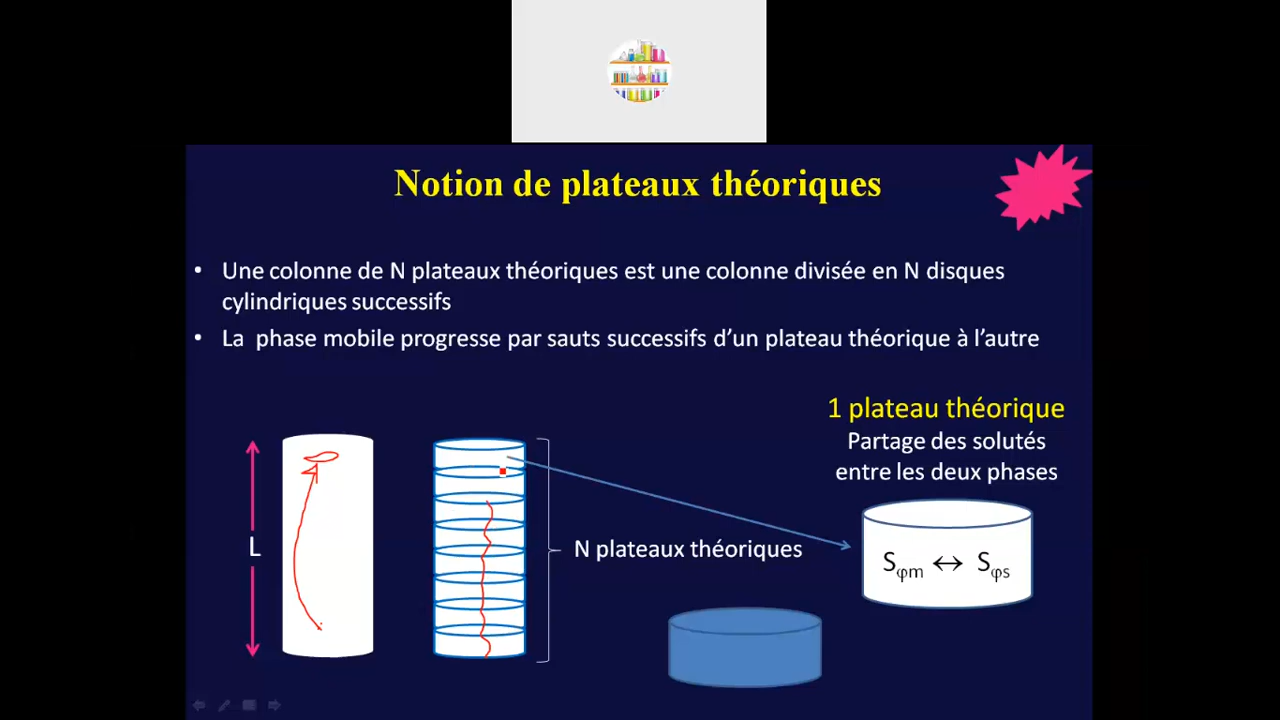 Notion de plateaux théoriques
• Une colonne de N plateaux théoriques est une colonne divisée en N disques
cylindriques successifs
• La phase mobile progresse par sauts successifs d’un plateau théorique à l’autre
1 plateau théorique
Partage des solutés
entre les deux phases
L
N plateaux théoriques
Sφm ↔ Sφs